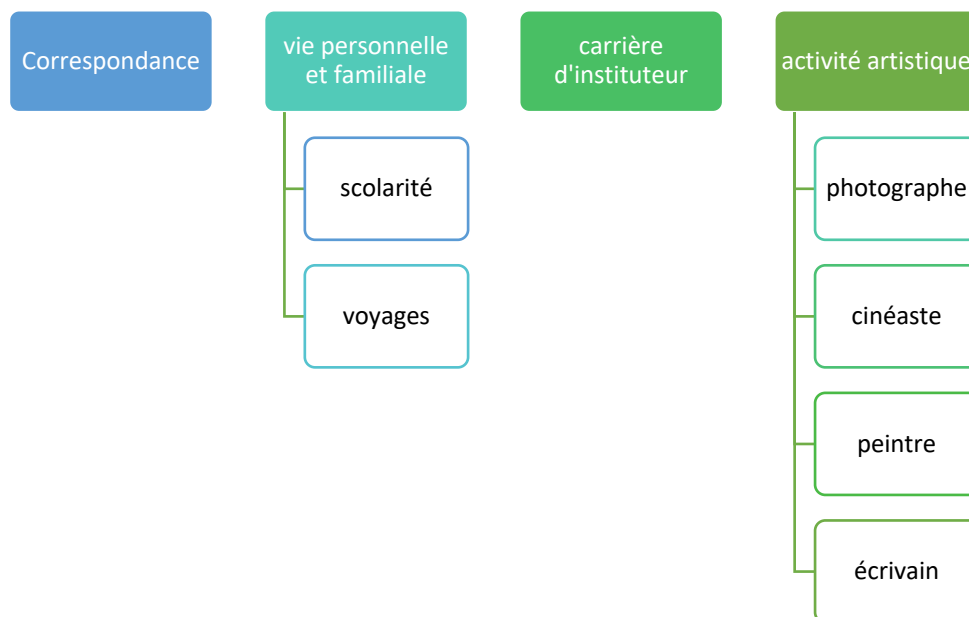 Correspondance
vie personnelle
et familiale
scolarité
voyages
carrière
d'instituteur
activité artistique
photographe
cinéaste
peintre
écrivain